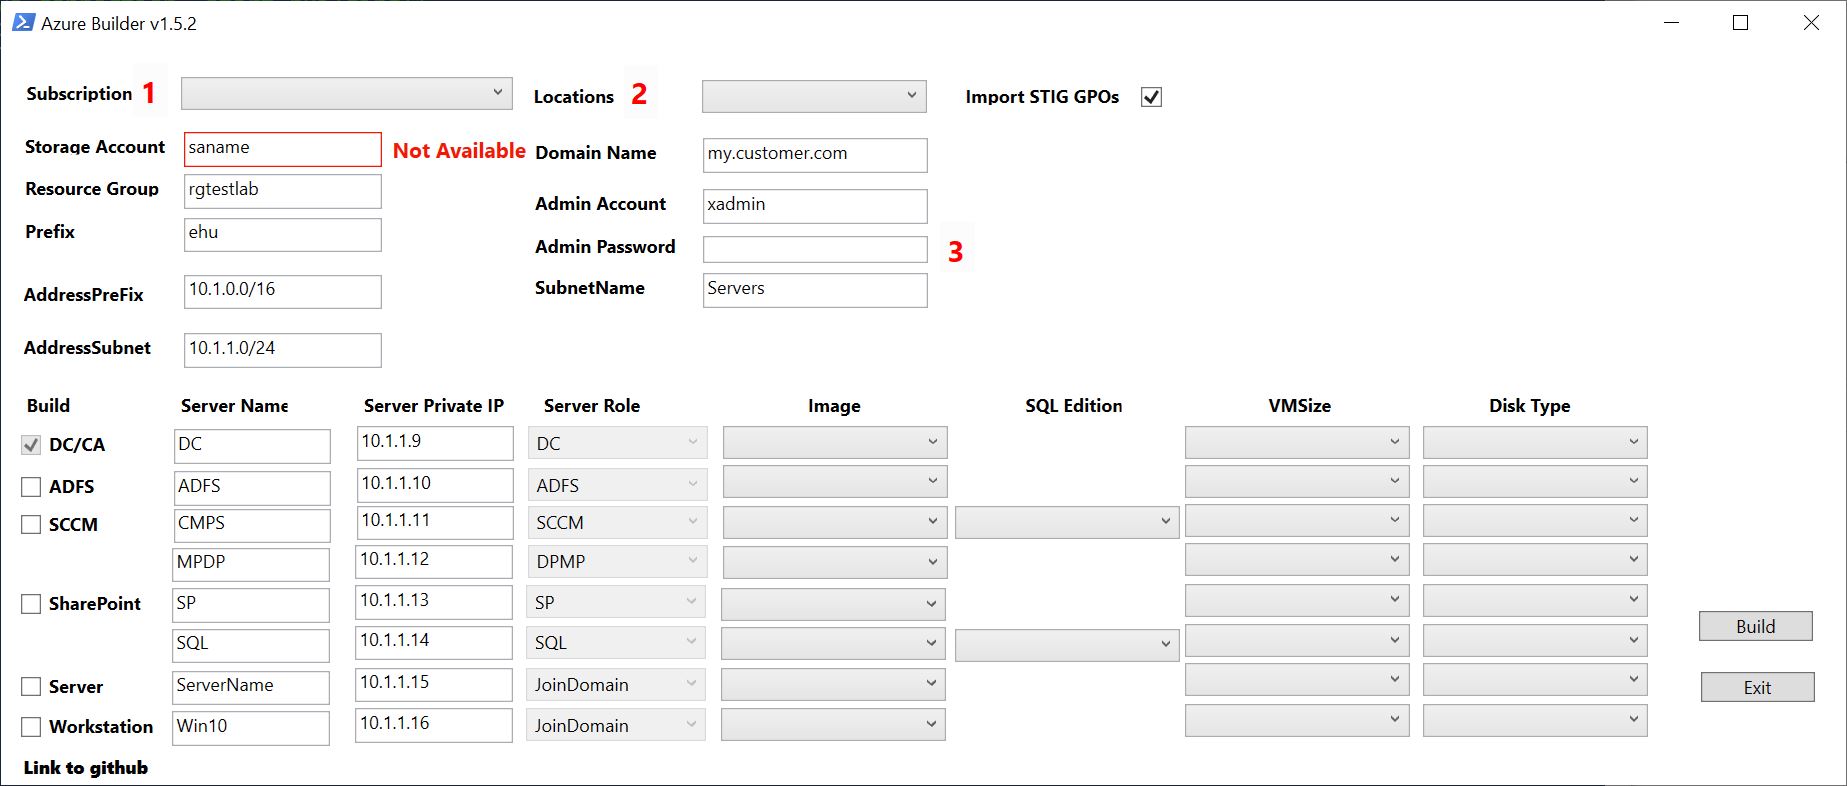 Azure Builder v1.5.2
Subscription 1 Locations 2 Import STIG GPOs
Storage Account saname Not Available Domain Name my.customer.com
Resource Group rgtestlab
Admin Account xadmin
Prefix ehu
Admin Password 3
AddressPreFix 10.1.0.0/16 SubnetName Servers
AddressSubnet 10.1.1.0/24
Build Server Name Server Private IP Server Role Image SQL Edition VMSize Disk Type
DC/CA DC 10.1.1.9 DC
ADFS ADFS 10.1.1.10 ADFS
SCCM CMPS 10.1.1.11 SCCM
MPDP 10.1.1.12 DPMP
SharePoint SP 10.1.1.13 SP
Build
SQL 10.1.1.14 SQL
Server ServerName 10.1.1.15 JoinDomain
Exit
Workstation Win10 10.1.1.16 JoinDomain
Link to github